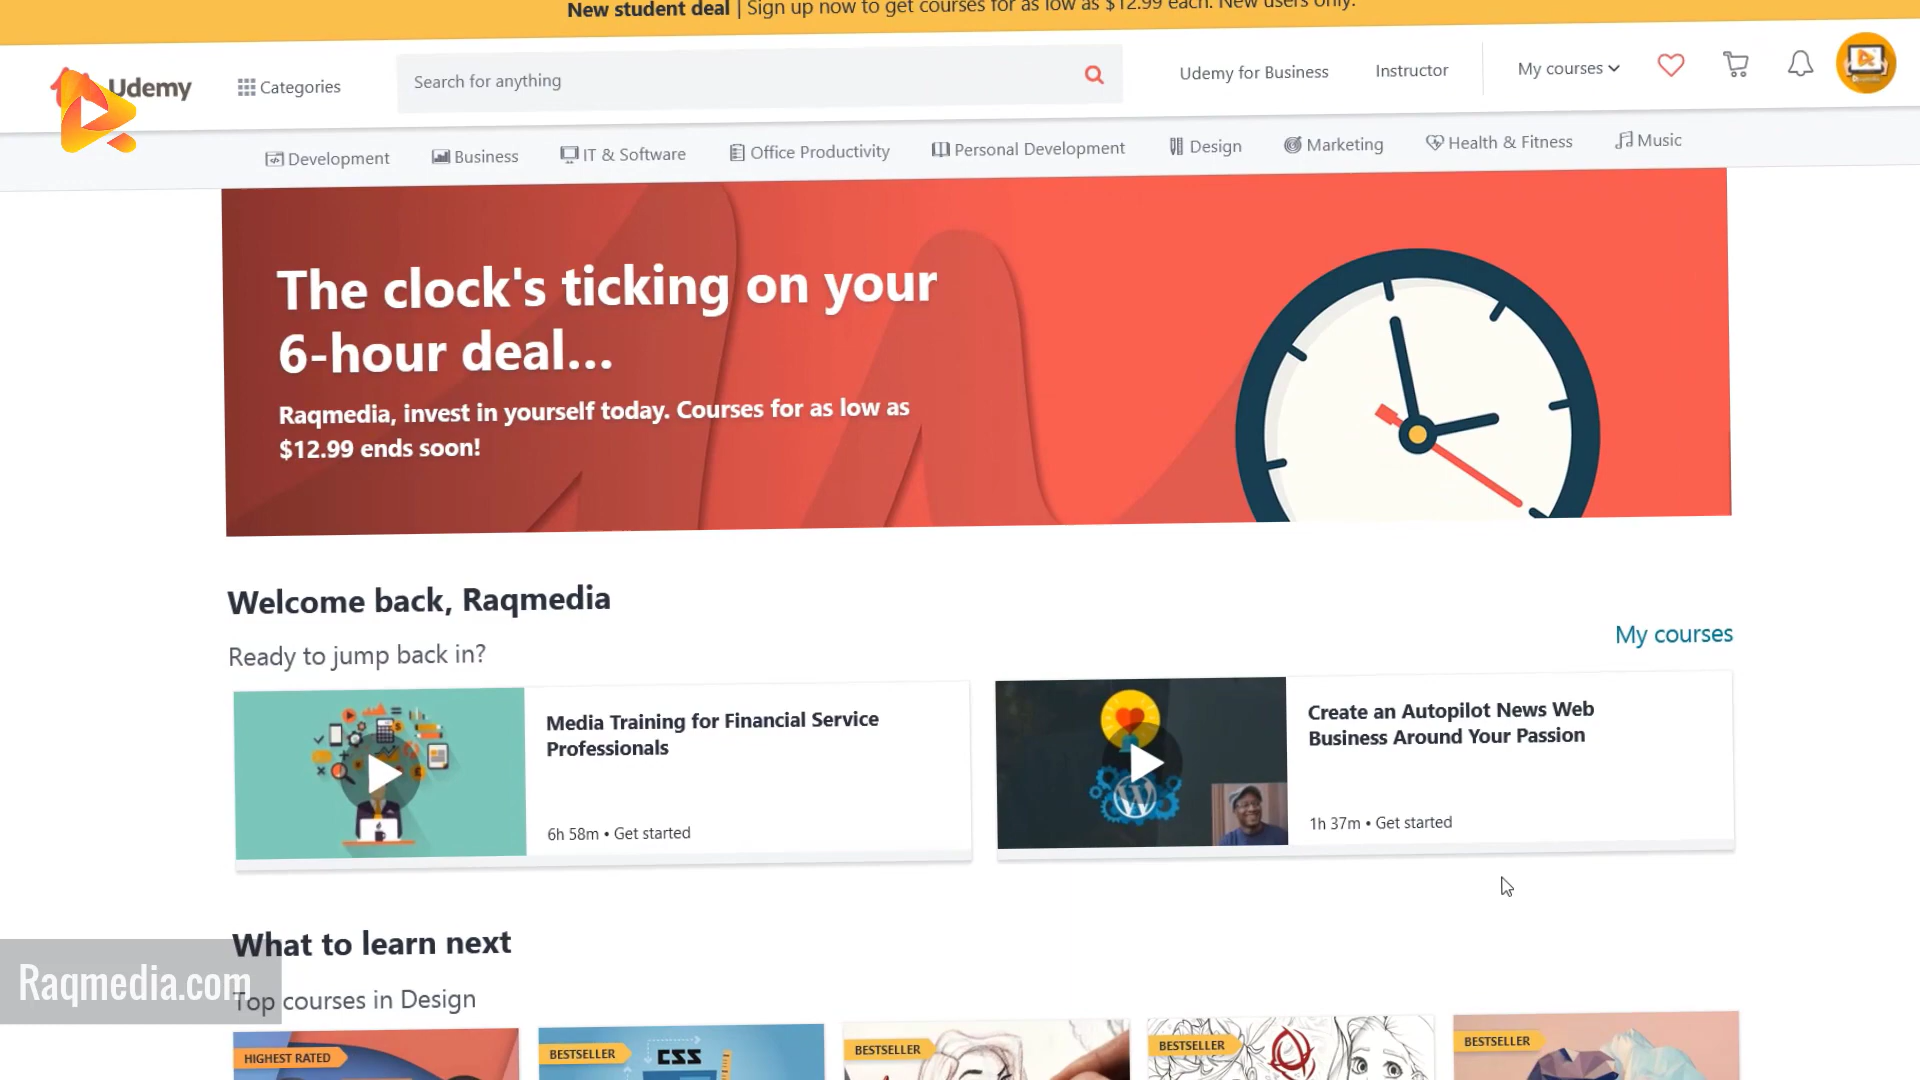 New student deal | Sign up now to get courses for as low as $12.99 each. New users only.
Udemy
Categories
Search for anything
Udemy for Business
Instructor
My courses
Development
Business
IT & Software
Office Productivity
Personal Development
Design
Marketing
Health & Fitness
Music
The clock's ticking on your
6-hour deal...
Raqmedia, invest in yourself today. Courses for as low as
$12.99 ends soon!
Welcome back, Raqmedia
Ready to jump back in?
My courses
Media Training for Financial Service
Professionals
6h 58m • Get started
Create an Autopilot News Web
Business Around Your Passion
1h 37m • Get started
What to learn next
Raqmedia.com
Top courses in Design
HIGHEST RATED
BESTSELLER
CSS
BESTSELLER
BESTSELLER
BESTSELLER